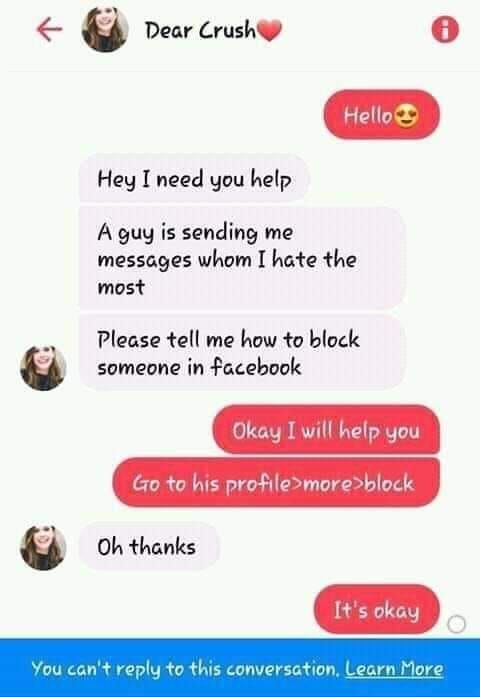 Dear Crush❤️
Hello😍
Hey I need you help
A guy is sending me
messages whom I hate the
most
Please tell me how to block
someone in facebook
Okay I will help you
Go to his profile>more>block
Oh thanks
It's okay
You can't reply to this conversation. Learn More